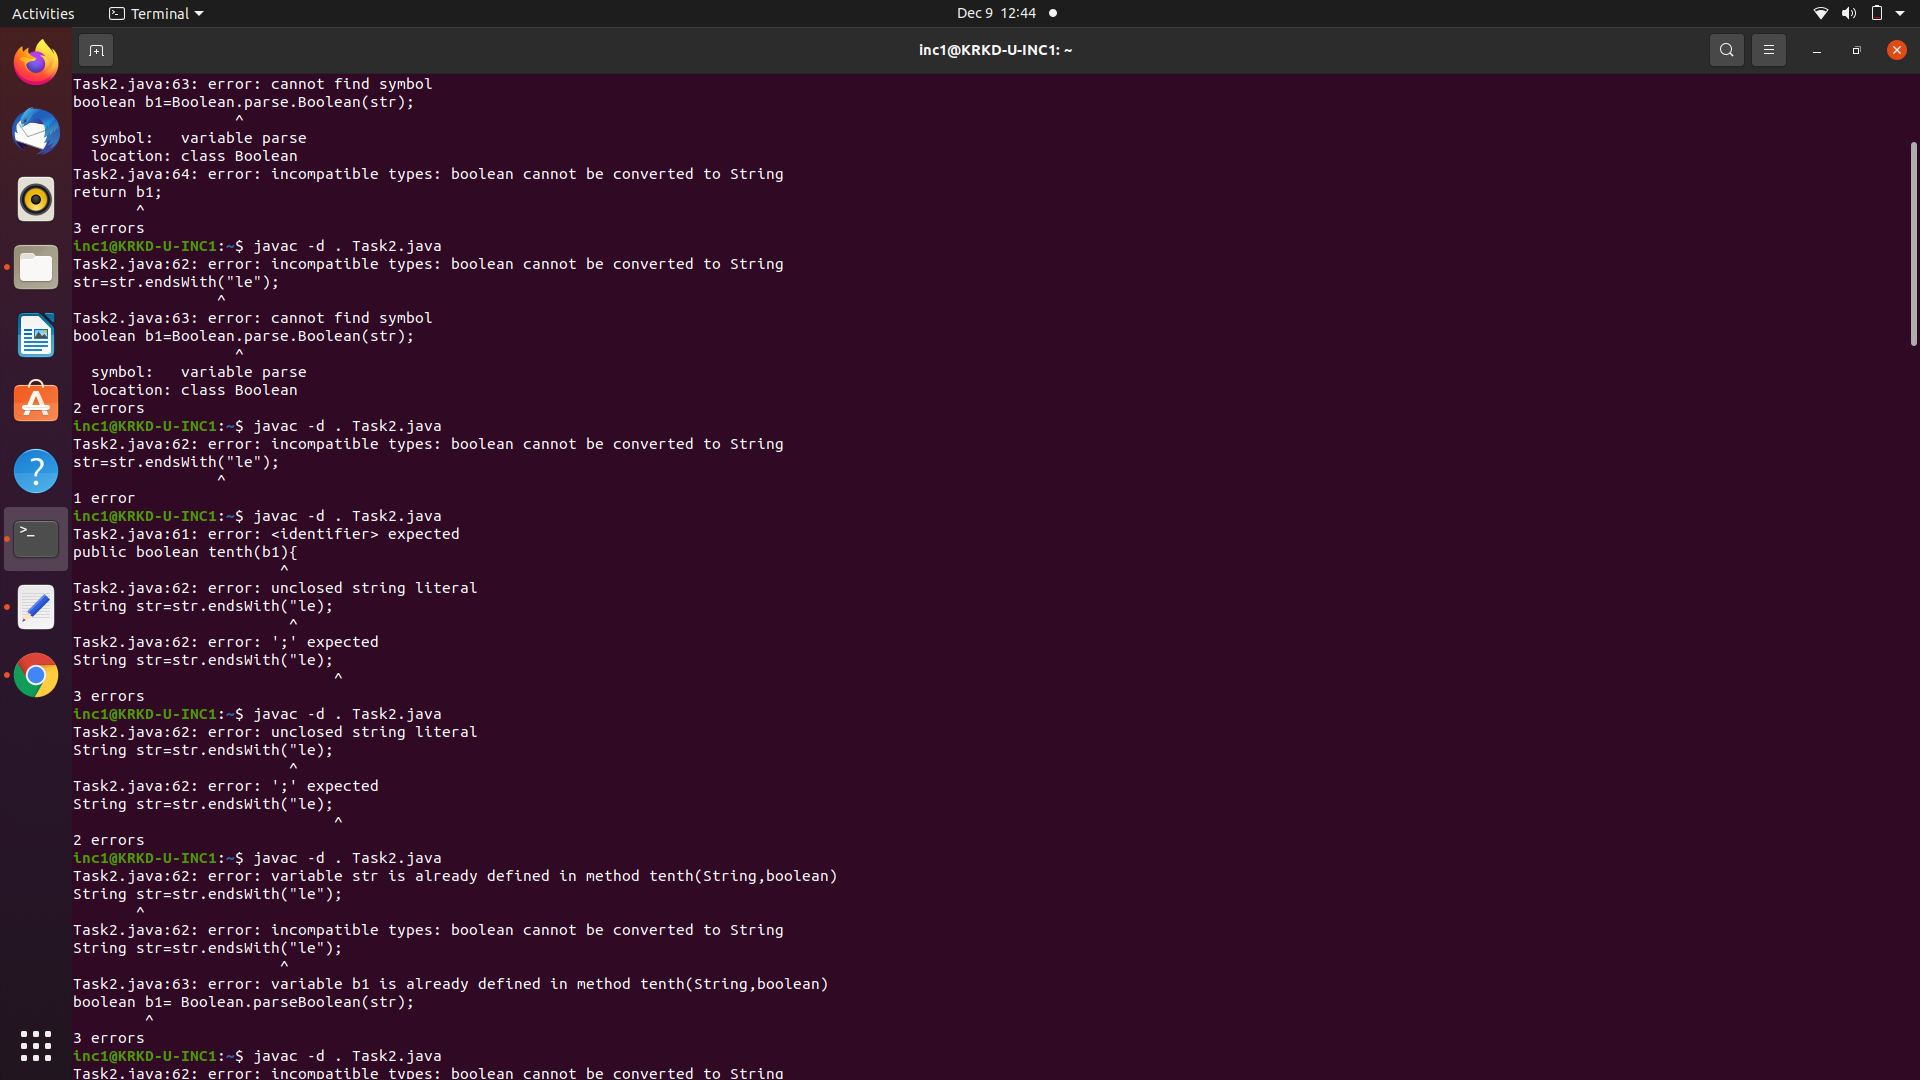 Activities
Terminal
Dec 9 12:44
inc1@KRKD-U-INC1: ~
Task2.java:63: error: cannot find symbol
boolean b1=Boolean.parse.Boolean(str);
^
symbol:   variable parse
location: class Boolean
Task2.java:64: error: incompatible types: boolean cannot be converted to String
return b1;
^
3 errors
inc1@KRKD-U-INC1:~$ javac -d . Task2.java
Task2.java:62: error: incompatible types: boolean cannot be converted to String
str=str.endsWith("le");
^
Task2.java:63: error: cannot find symbol
boolean b1=Boolean.parse.Boolean(str);
^
symbol:   variable parse
location: class Boolean
2 errors
inc1@KRKD-U-INC1:~$ javac -d . Task2.java
Task2.java:62: error: incompatible types: boolean cannot be converted to String
str=str.endsWith("le");
^
1 error
inc1@KRKD-U-INC1:~$ javac -d . Task2.java
Task2.java:61: error: <identifier> expected
public boolean tenth(b1){
^
Task2.java:62: error: unclosed string literal
String str=str.endsWith("le);
^
Task2.java:62: error: ';' expected
String str=str.endsWith("le);
^
3 errors
inc1@KRKD-U-INC1:~$ javac -d . Task2.java
Task2.java:62: error: unclosed string literal
String str=str.endsWith("le);
^
Task2.java:62: error: ';' expected
String str=str.endsWith("le);
^
2 errors
inc1@KRKD-U-INC1:~$ javac -d . Task2.java
Task2.java:62: error: variable str is already defined in method tenth(String,boolean)
String str=str.endsWith("le");
^
Task2.java:62: error: incompatible types: boolean cannot be converted to String
String str=str.endsWith("le");
^
Task2.java:63: error: variable b1 is already defined in method tenth(String,boolean)
boolean b1= Boolean.parseBoolean(str);
^
3 errors
inc1@KRKD-U-INC1:~$ javac -d . Task2.java
Task2.java:62: error: incompatible types: boolean cannot be converted to String